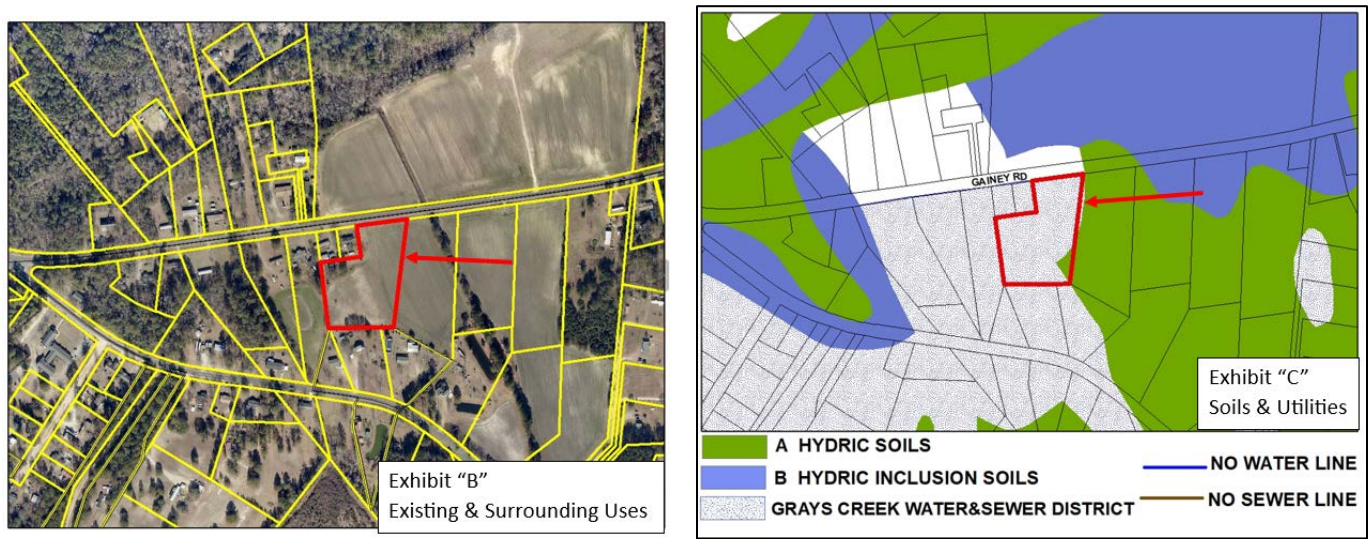 Exhibit “B”
Existing & Surrounding Uses
GAINEY RD
Exhibit “C”
Soils & Utilities
A HYDRIC SOILS
B HYDRIC INCLUSION SOILS
GRAYS CREEK WATER&SEWER DISTRICT
NO WATER LINE
NO SEWER LINE